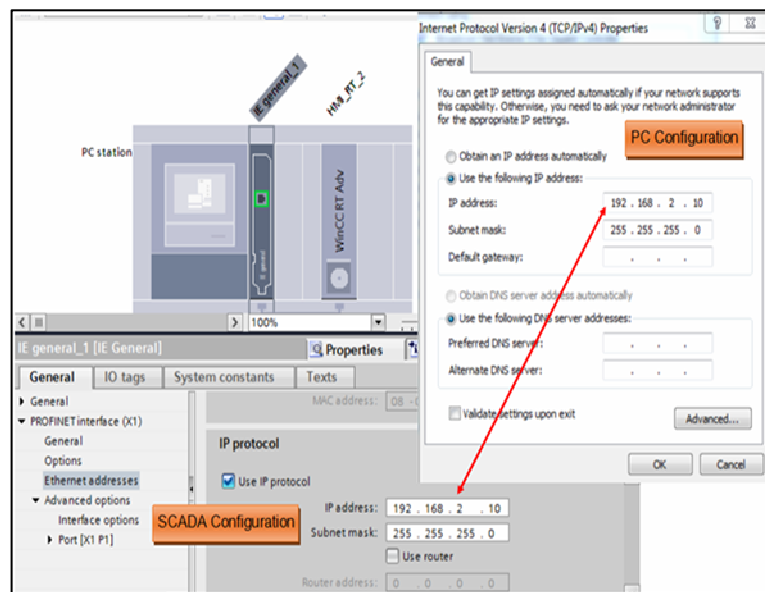 IE general_1
HMI_RT_2
PC station
IE general
WinCC RT Adv
100%
IE general_1 [IE General]
Properties
General
IO tags
System constants
Texts
General
PROFINET interface (X1)
General
Options
Ethernet addresses
Advanced options
Interface options
Port [X1 P1]
MAC address: 08
IP protocol
Use IP protocol
IP address: 192 . 168 . 2 . 10
Subnet mask: 255 . 255 . 255 . 0
Use router
Router address: 0 . 0 . 0 . 0
SCADA Configuration
Internet Protocol Version 4 (TCP/IPv4) Properties
General
You can get IP settings assigned automatically if your network supports
this capability. Otherwise, you need to ask your network administrator
for the appropriate IP settings.
PC Configuration
Obtain an IP address automatically
Use the following IP address:
IP address: 192 . 168 . 2 . 10
Subnet mask: 255 . 255 . 255 . 0
Default gateway: . . .
Obtain DNS server address automatically
Use the following DNS server addresses:
Preferred DNS server: . . .
Alternate DNS server: . . .
Validate settings upon exit
Advanced...
OK
Cancel